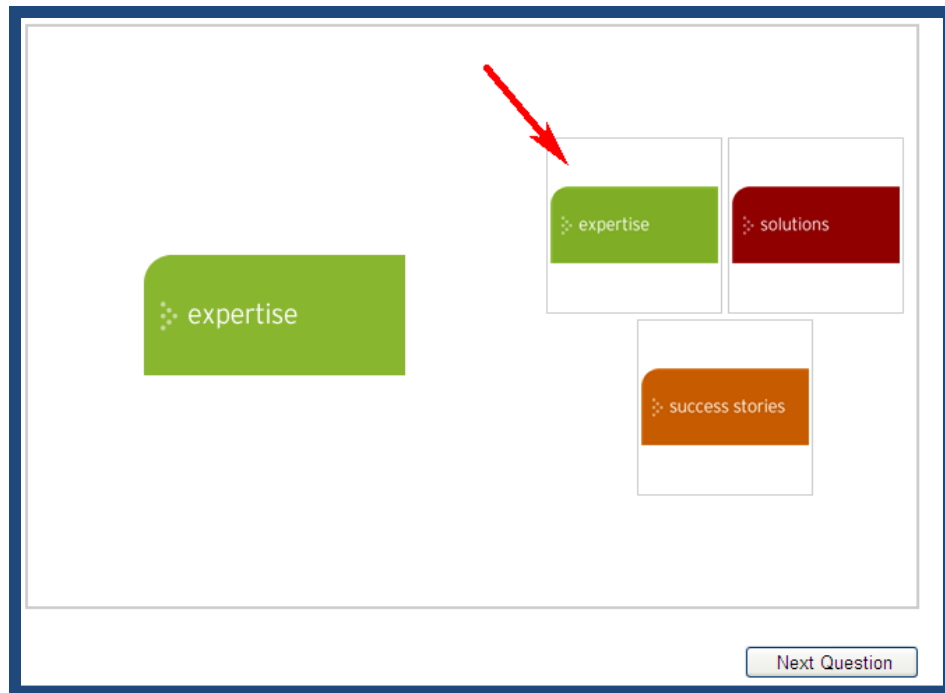 expertise
expertise
solutions
success stories
Next Question